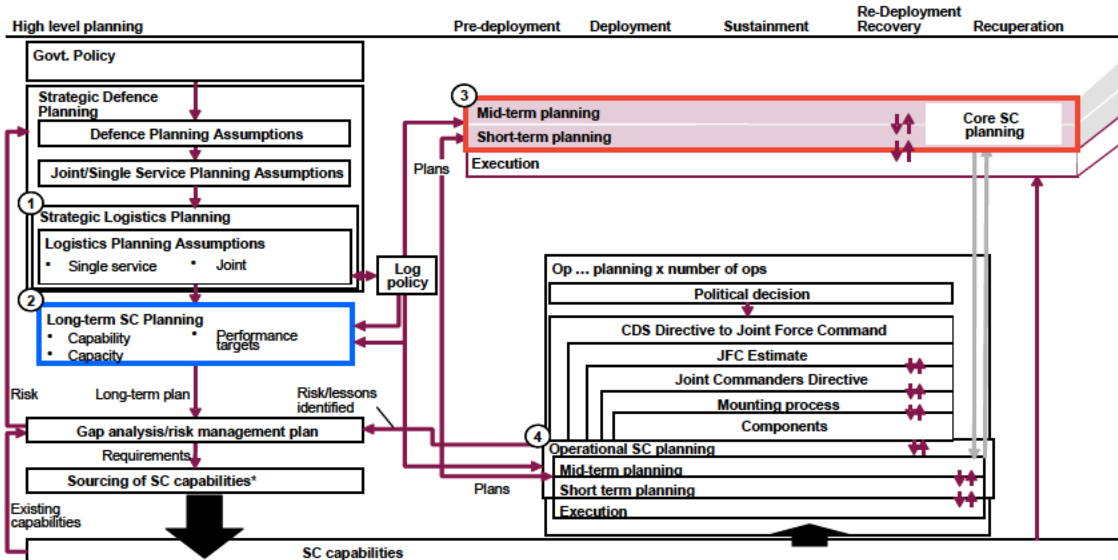 High level planning
Pre-deployment
Deployment
Sustainment
Re-Deployment
Recovery
Recuperation
Govt. Policy
Strategic Defence
Planning
Defence Planning Assumptions
Joint/Single Service Planning Assumptions
1
Strategic Logistics Planning
Logistics Planning Assumptions
• Single service
• Joint
Log
policy
2
Long-term SC Planning
• Capability
• Capacity
• Performance
targets
Risk
Long-term plan
Risk/lessons
identified
Gap analysis/risk management plan
Requirements
Sourcing of SC capabilities*
Existing
capabilities
SC capabilities
3
Mid-term planning
Short-term planning
Core SC
planning
Execution
Plans
Op ... planning x number of ops
Political decision
CDS Directive to Joint Force Command
JFC Estimate
Joint Commanders Directive
Mounting process
Components
4
Operational SC planning
Mid-term planning
Short term planning
Execution
Plans